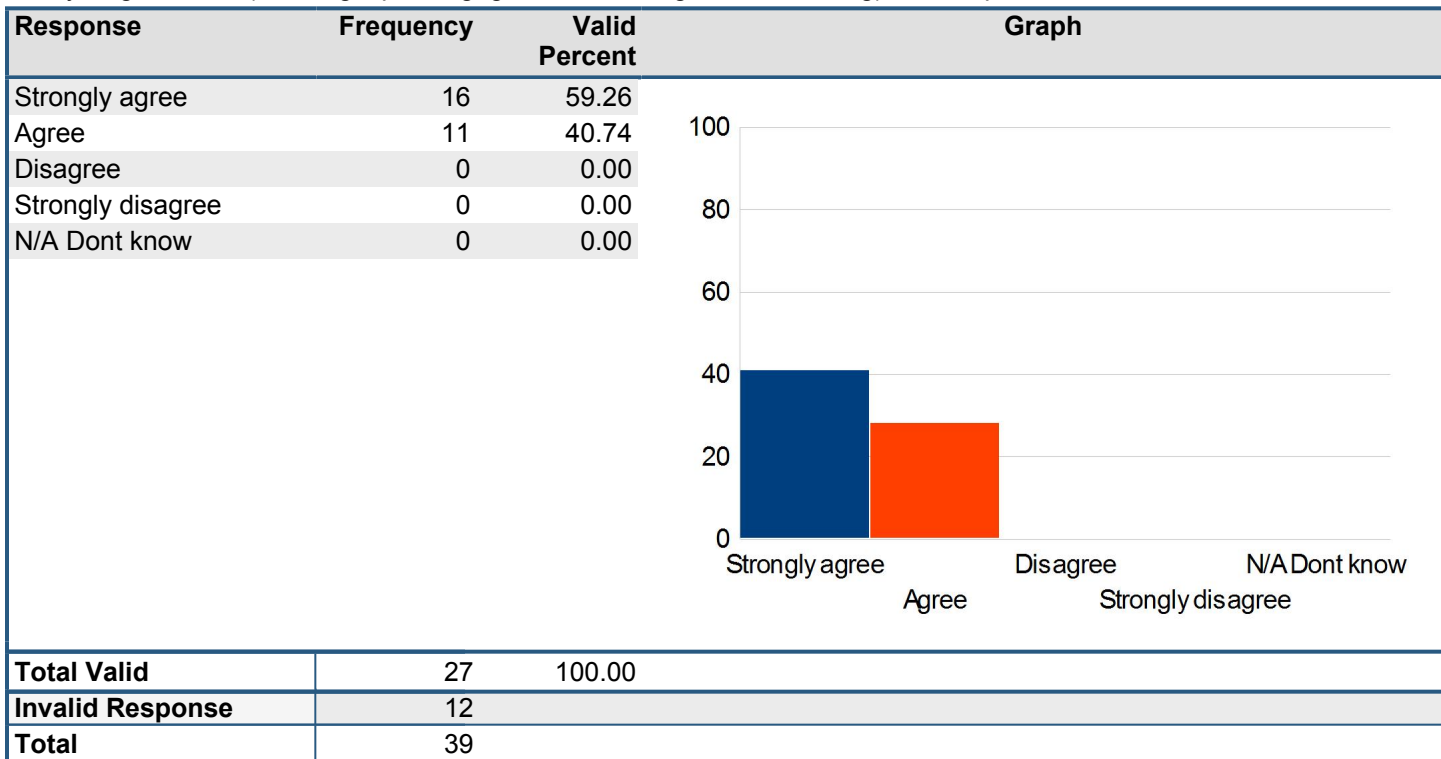 Response Frequency Valid Percent Graph
Strongly agree 16 59.26
Agree 11 40.74
Disagree 0 0.00
Strongly disagree 0 0.00
N/A Dont know 0 0.00
100
80
60
40
20
0
Strongly agree Disagree N/A Dont know
Agree Strongly disagree
Total Valid 27 100.00
Invalid Response 12
Total 39